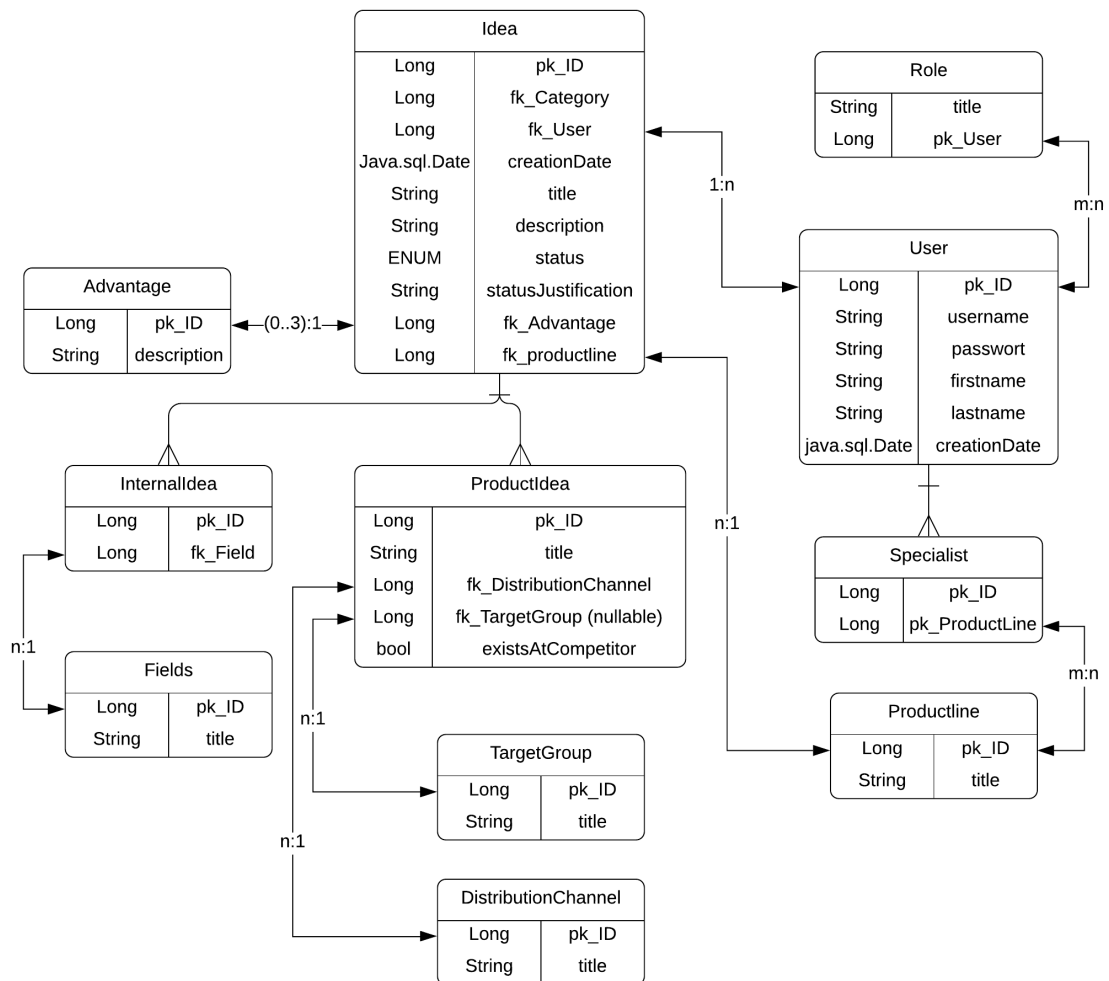 Idea
Long pk_ID
Long fk_Category
Long fk_User
Java.sql.Date creationDate
String title
String description
ENUM status
String statusJustification
Long fk_Advantage
Long fk_productline
Role
String title
Long pk_User
1:n
m:n
User
Long pk_ID
String username
String passwort
String firstname
String lastname
java.sql.Date creationDate
Advantage
Long pk_ID
String description
(0..3):1
InternalIdea
Long pk_ID
Long fk_Field
ProductIdea
Long pk_ID
String title
Long fk_DistributionChannel
Long fk_TargetGroup (nullable)
bool existsAtCompetitor
n:1
Specialist
Long pk_ID
Long pk_ProductLine
n:1
m:n
Fields
Long pk_ID
String title
n:1
Productline
Long pk_ID
String title
TargetGroup
Long pk_ID
String title
n:1
DistributionChannel
Long pk_ID
String title